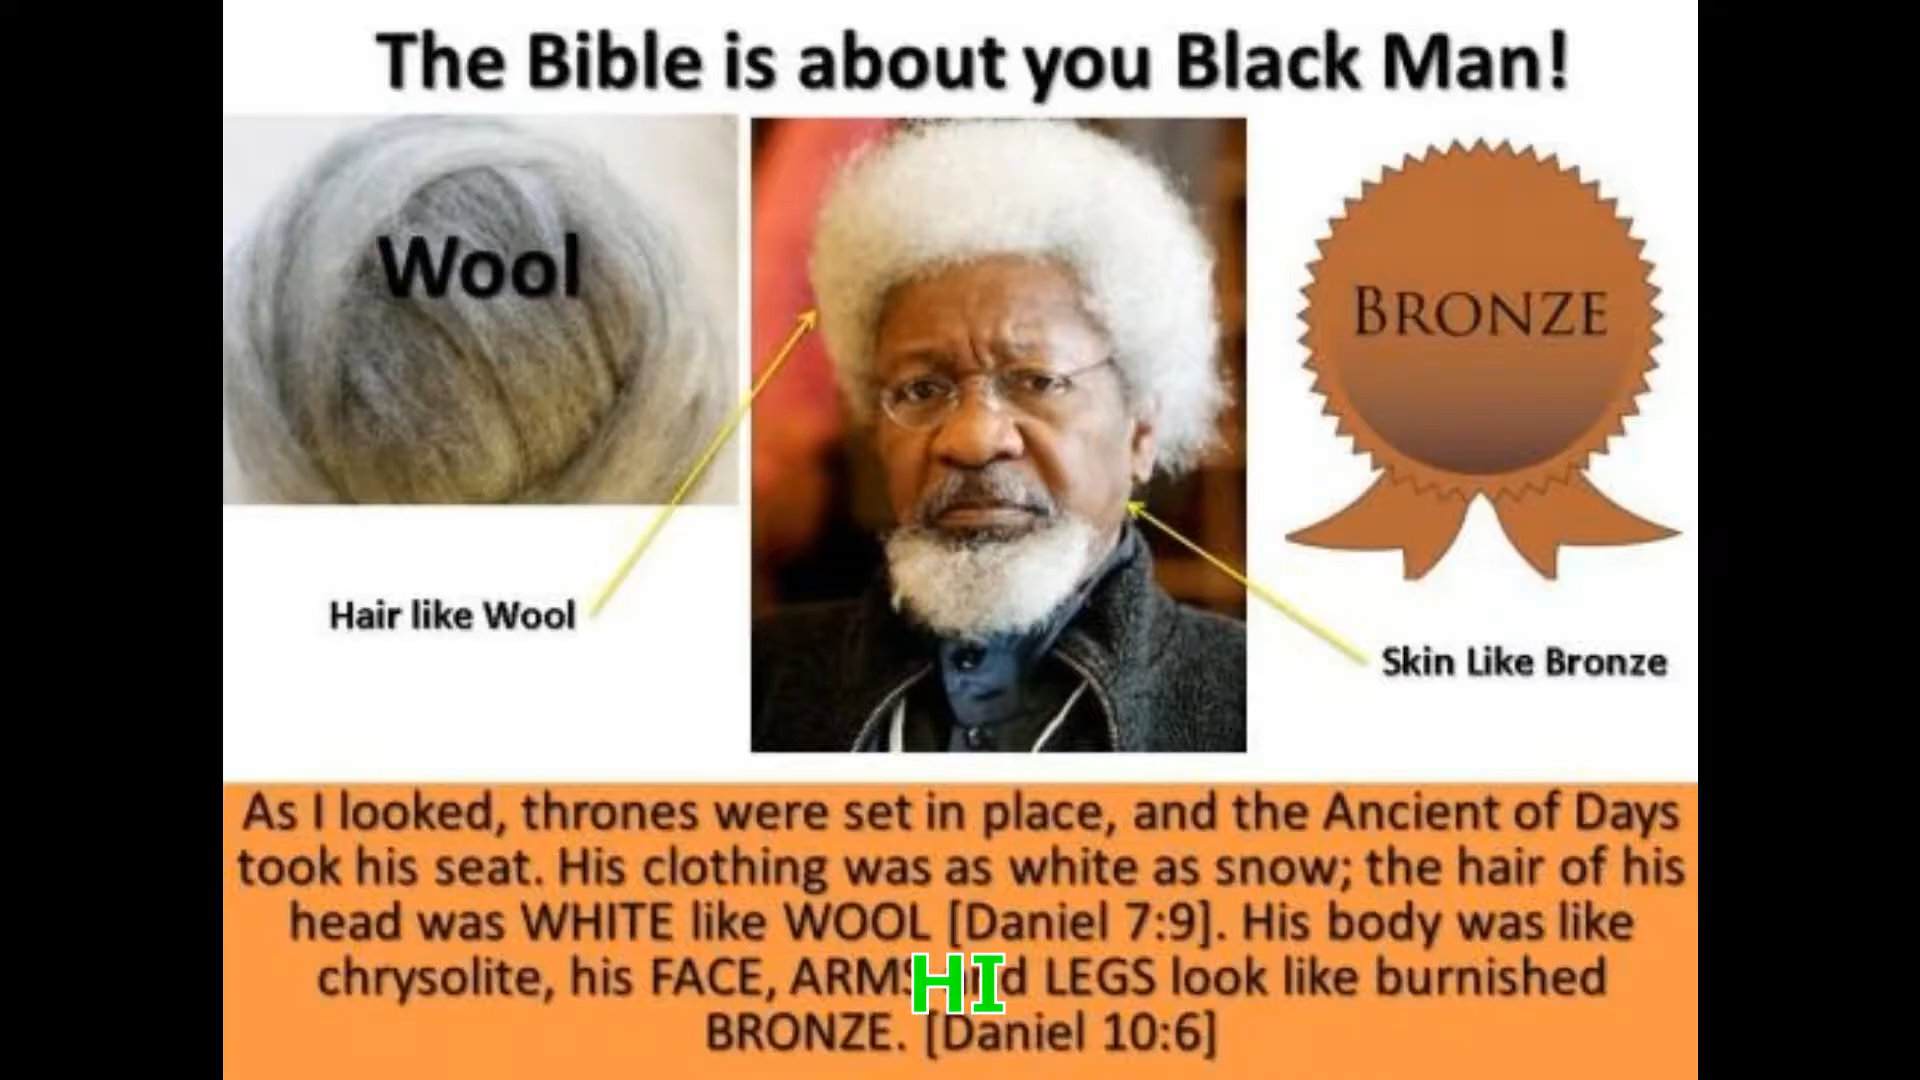 The Bible is about you Black Man!
Wool
BRONZE
Hair like Wool
Skin Like Bronze
As I looked, thrones were set in place, and the Ancient of Days
took his seat. His clothing was as white as snow; the hair of his
head was WHITE like WOOL [Daniel 7:9]. His body was like
chrysolite, his FACE, ARMS and LEGS look like burnished
HI
BRONZE. [Daniel 10:6]